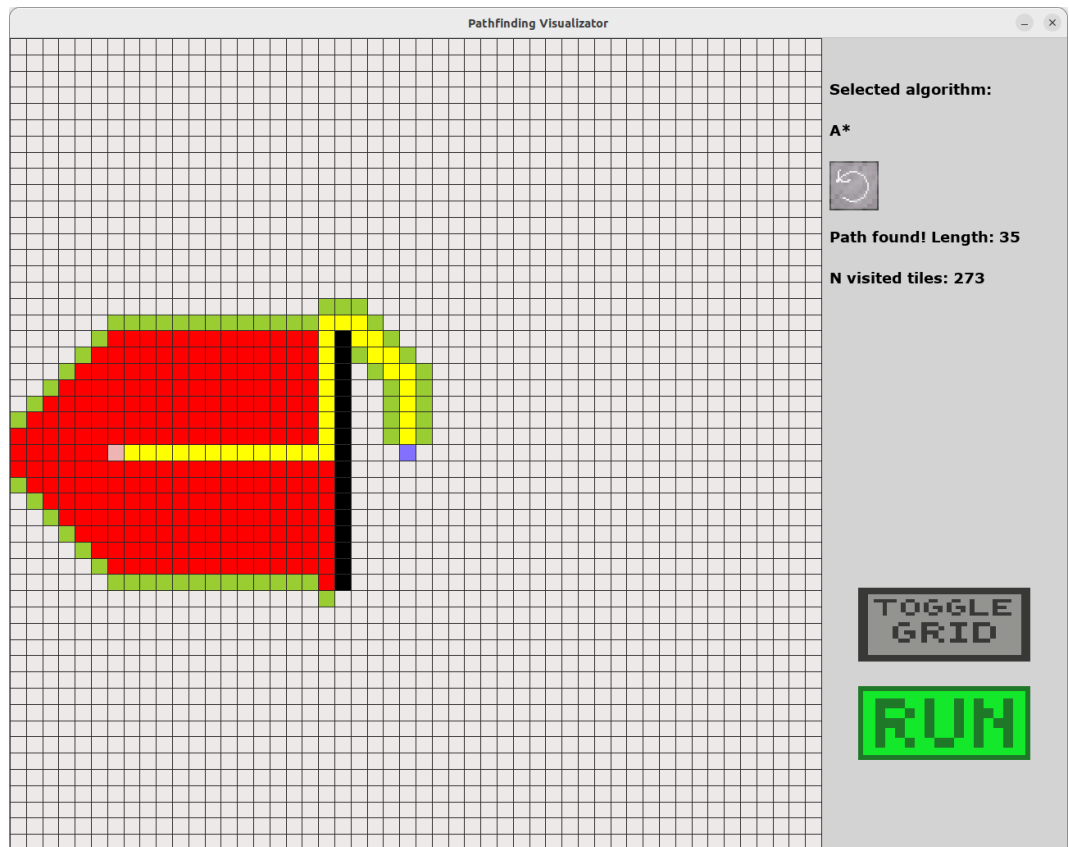 Pathfinding Visualizator
Selected algorithm:
A*
Path found! Length: 35
N visited tiles: 273
TOGGLE
GRID
RUN